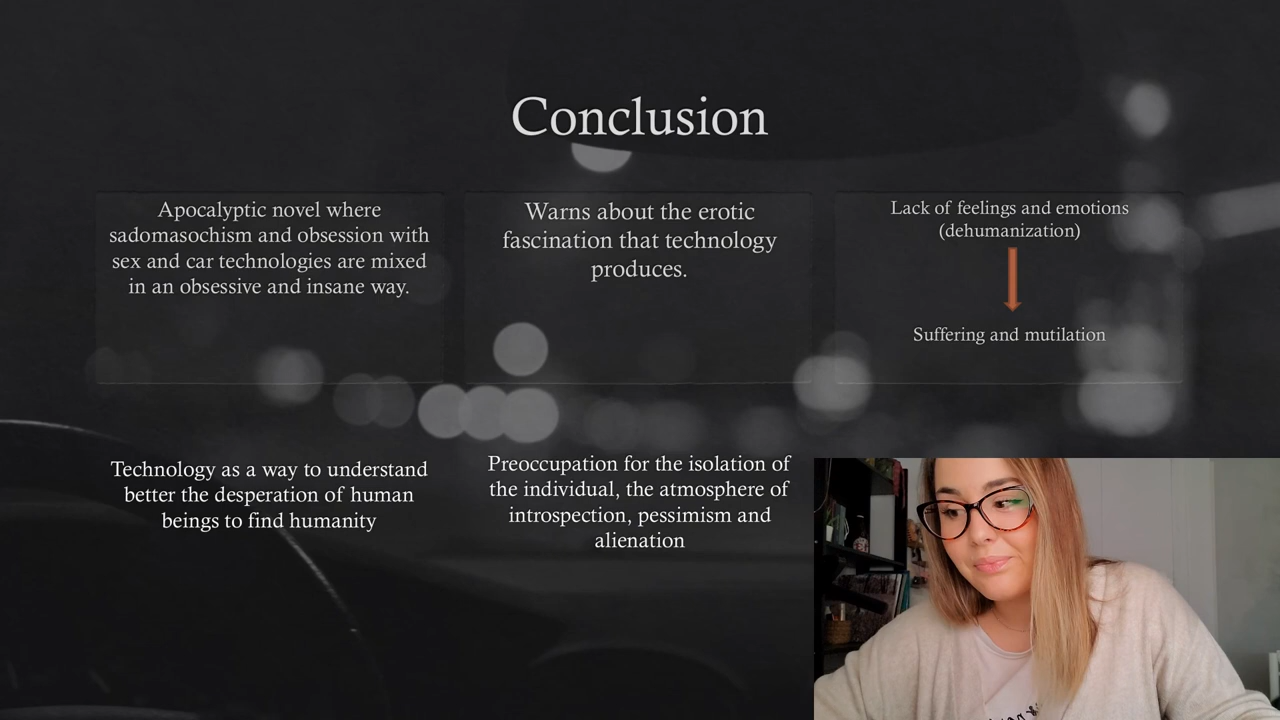 Conclusion
Apocalyptic novel where
sadomasochism and obsession with
sex and car technologies are mixed
in an obsessive and insane way.
Warns about the erotic
fascination that technology
produces.
Lack of feelings and emotions
(dehumanization)
Suffering and mutilation
Technology as a way to understand
better the desperation of human
beings to find humanity
Preoccupation for the isolation of
the individual, the atmosphere of
introspection, pessimism and
alienation